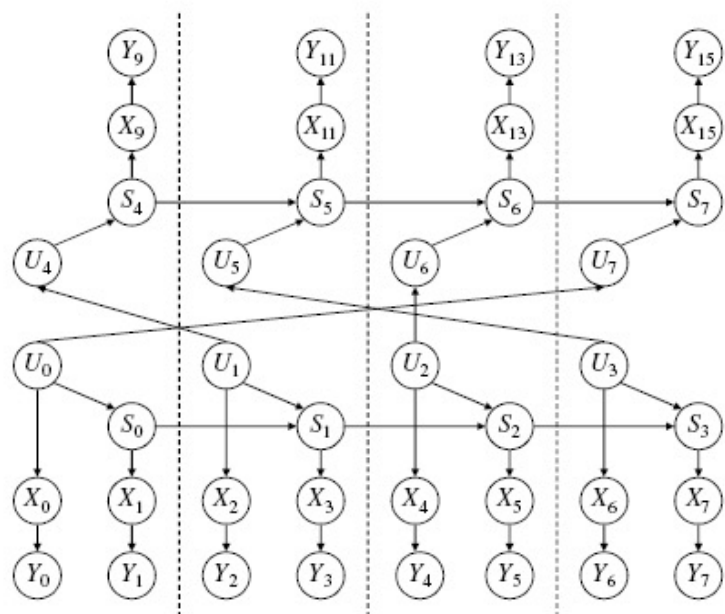 Y₉ Y₁₁ Y₁₃ Y₁₅
X₉ X₁₁ X₁₃ X₁₅
S₄ S₅ S₆ S₇
U₄ U₅ U₆ U₇
U₀ U₁ U₂ U₃
S₀ S₁ S₂ S₃
X₀ X₁ X₂ X₃ X₄ X₅ X₆ X₇
Y₀ Y₁ Y₂ Y₃ Y₄ Y₅ Y₆ Y₇